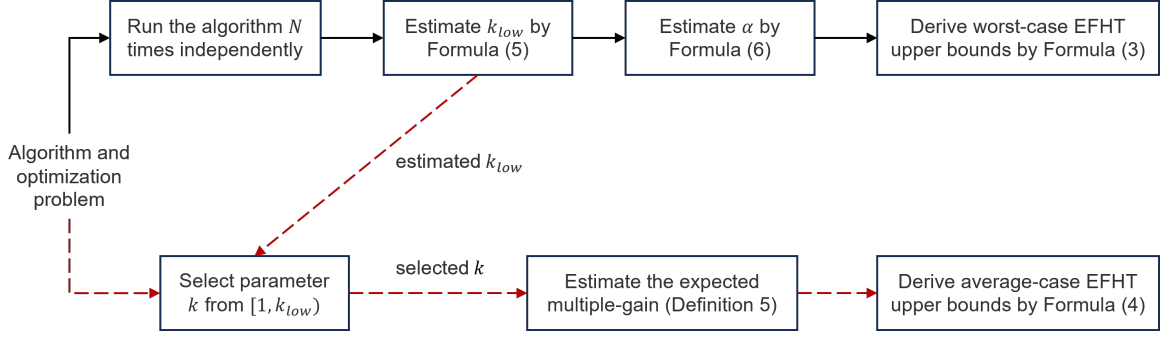 Run the algorithm N
times independently
Estimate k_low by
Formula (5)
Estimate α by
Formula (6)
Derive worst-case EFHT
upper bounds by Formula (3)
Algorithm and
optimization
problem
estimated k_low
Select parameter
k from [1, k_low)
selected k
Estimate the expected
multiple-gain (Definition 5)
Derive average-case EFHT
upper bounds by Formula (4)